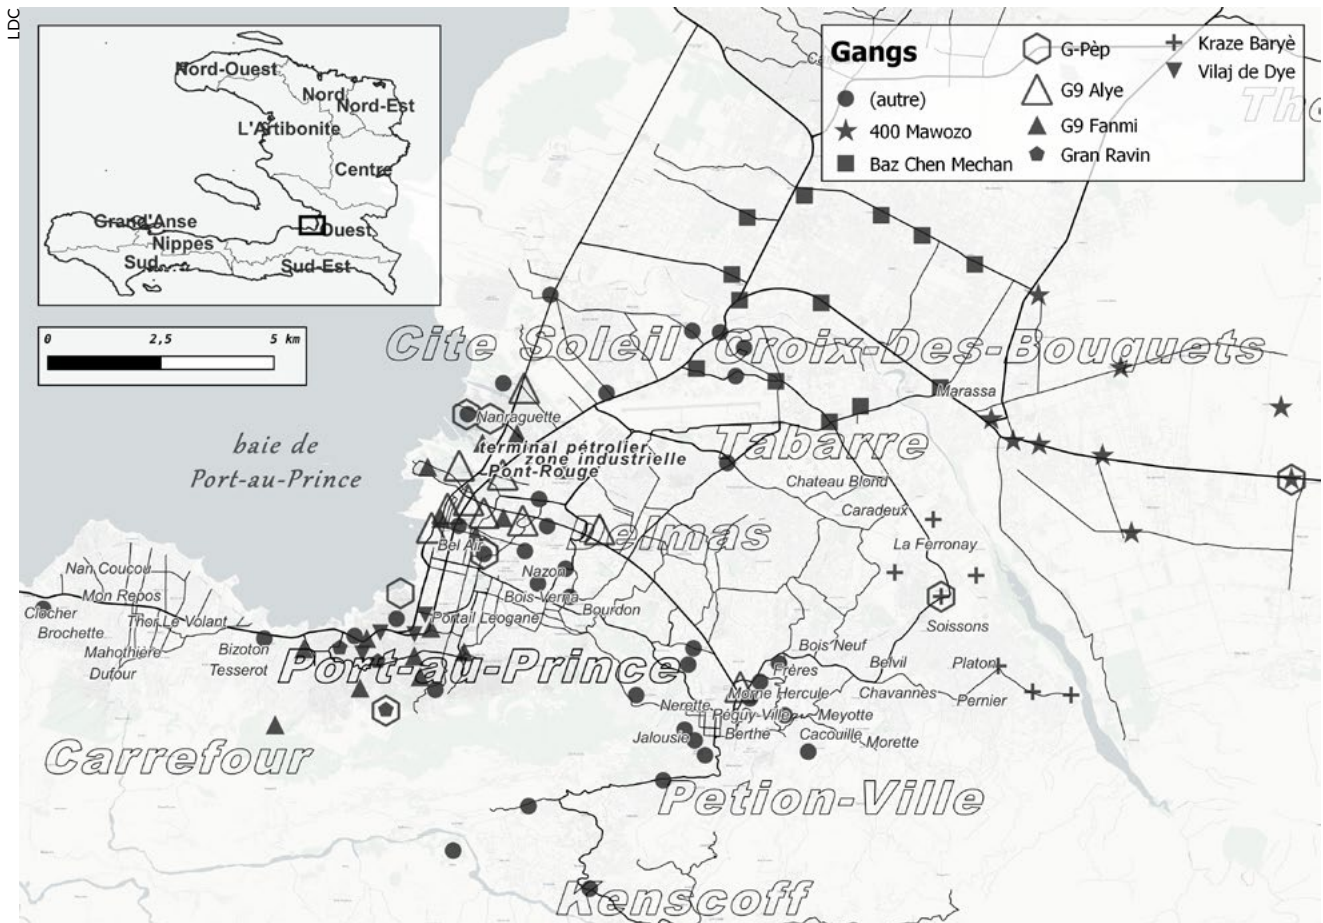 LDC
Nord-Ouest
Nord
Nord-Est
L'Artibonite
Centre
Grand'Anse
Ouest
Nippes
Sud
Sud-Est
0 2,5 5 km
Gangs
(autre)
400 Mawozo
Baz Chen Mechan
G-Pèp
G9 Alye
G9 Fanmi
Gran Ravin
Kraze Baryè
Vilaj de Dye
Cite Soleil
Croix-Des-Bouquets
Marassa
Nanraguette
baie de
Port-au-Prince
terminal pétrolier
zone industrielle
Pont-Rouge
Tabarre
Chateau Blond
Caradeux
Delmas
La Ferronay
Bel Air
Nazon
Bois Verna
Bourdon
Nan Coucou
Mon Repos
Clocher
Thor Le Volant
Brochette
Mahothière
Dufour
Bizoton
Tesserot
Portail Leogane
Port-au-Prince
Soissons
Bois Neuf
Frères
Belvil
Platon
Morne Hercule
Chavannes
Pernier
Nerette
Péguy-Ville
Meyotte
Jalousie
Berthe
Cacouille
Morette
Carrefour
Petion-Ville
Kenscoff